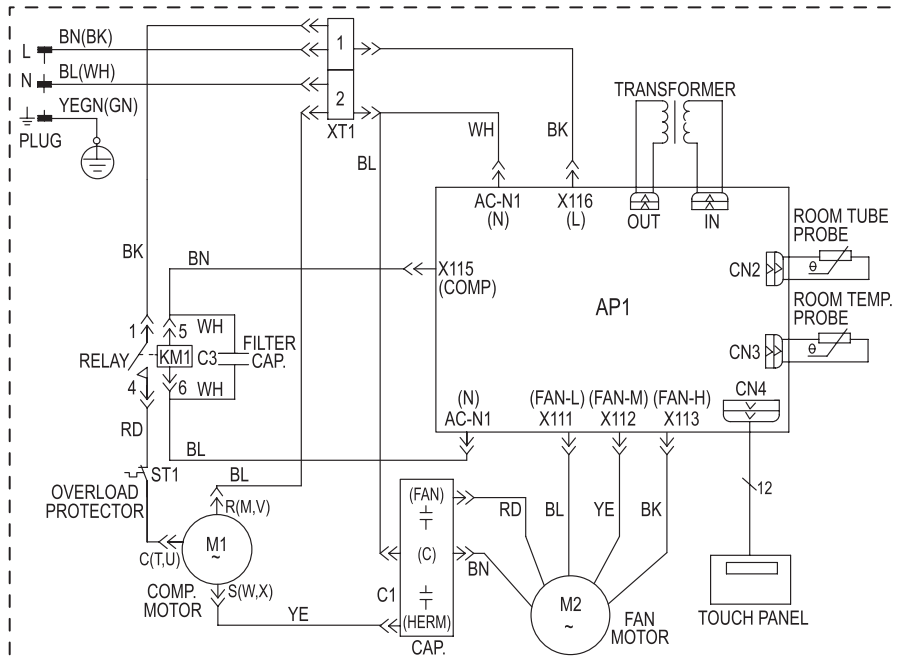 L
BN(BK)
N
BL(WH)
YEGN(GN)
PLUG
1
2
XT1
BL
WH
BK
TRANSFORMER
AC-N1
(N)
X116
(L)
OUT
IN
ROOM TUBE
PROBE
CN2
θ
BK
BN
X115
(COMP)
AP1
ROOM TEMP.
PROBE
CN3
θ
1
5
WH
RELAY
KM1
C3
FILTER
CAP.
4
6
WH
RD
BL
(N)
AC-N1
(FAN-L)
X111
(FAN-M)
X112
(FAN-H)
X113
CN4
ST1
OVERLOAD
PROTECTOR
BL
R(M,V)
M1
~
C(T,U)
COMP.
MOTOR
S(W,X)
YE
(FAN)
(C)
C1
(HERM)
CAP.
RD
BL
YE
BK
BN
M2
~
FAN
MOTOR
12
TOUCH PANEL